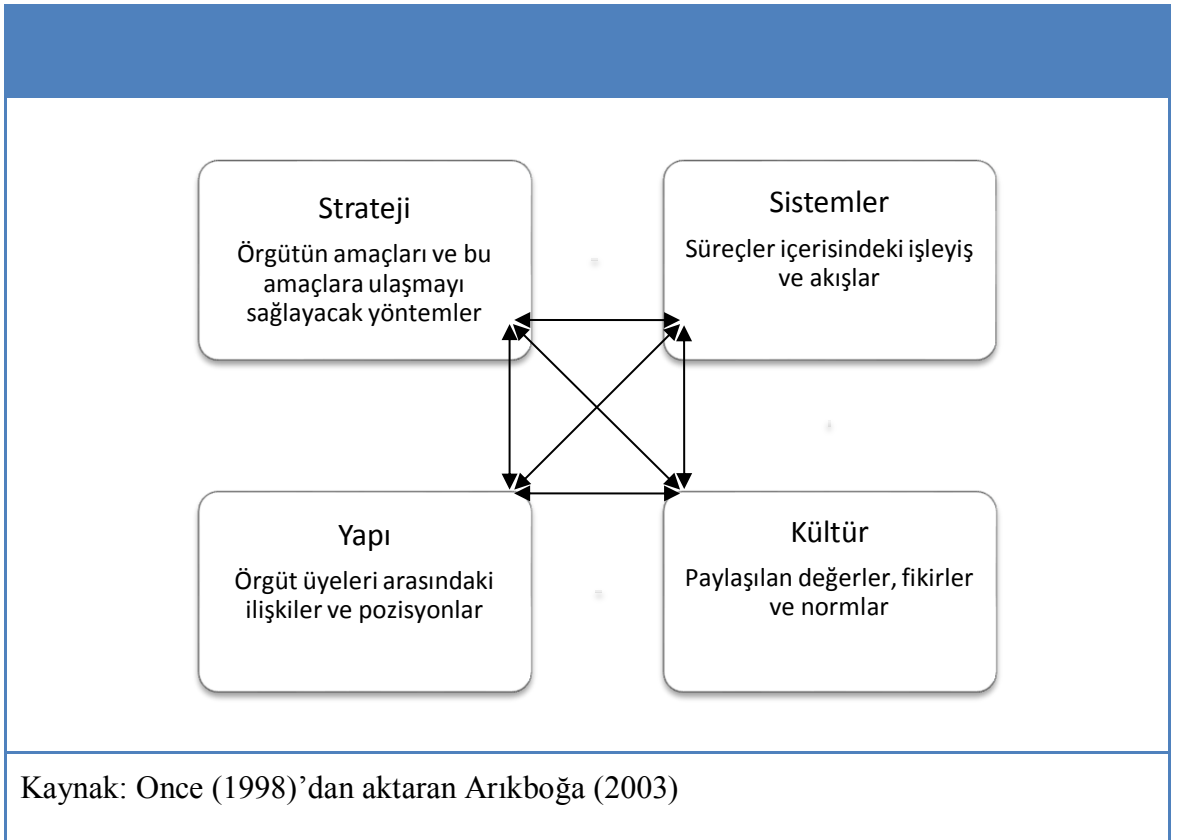 Strateji
Örgütün amaçları ve bu
amaçlara ulaşmayı
sağlayacak yöntemler
Sistemler
Süreçler içerisindeki işleyiş
ve akışlar
Yapı
Örgüt üyeleri arasındaki
ilişkiler ve pozisyonlar
Kültür
Paylaşılan değerler, fikirler
ve normlar
Kaynak: Once (1998)’dan aktaran Arıkboğa (2003)